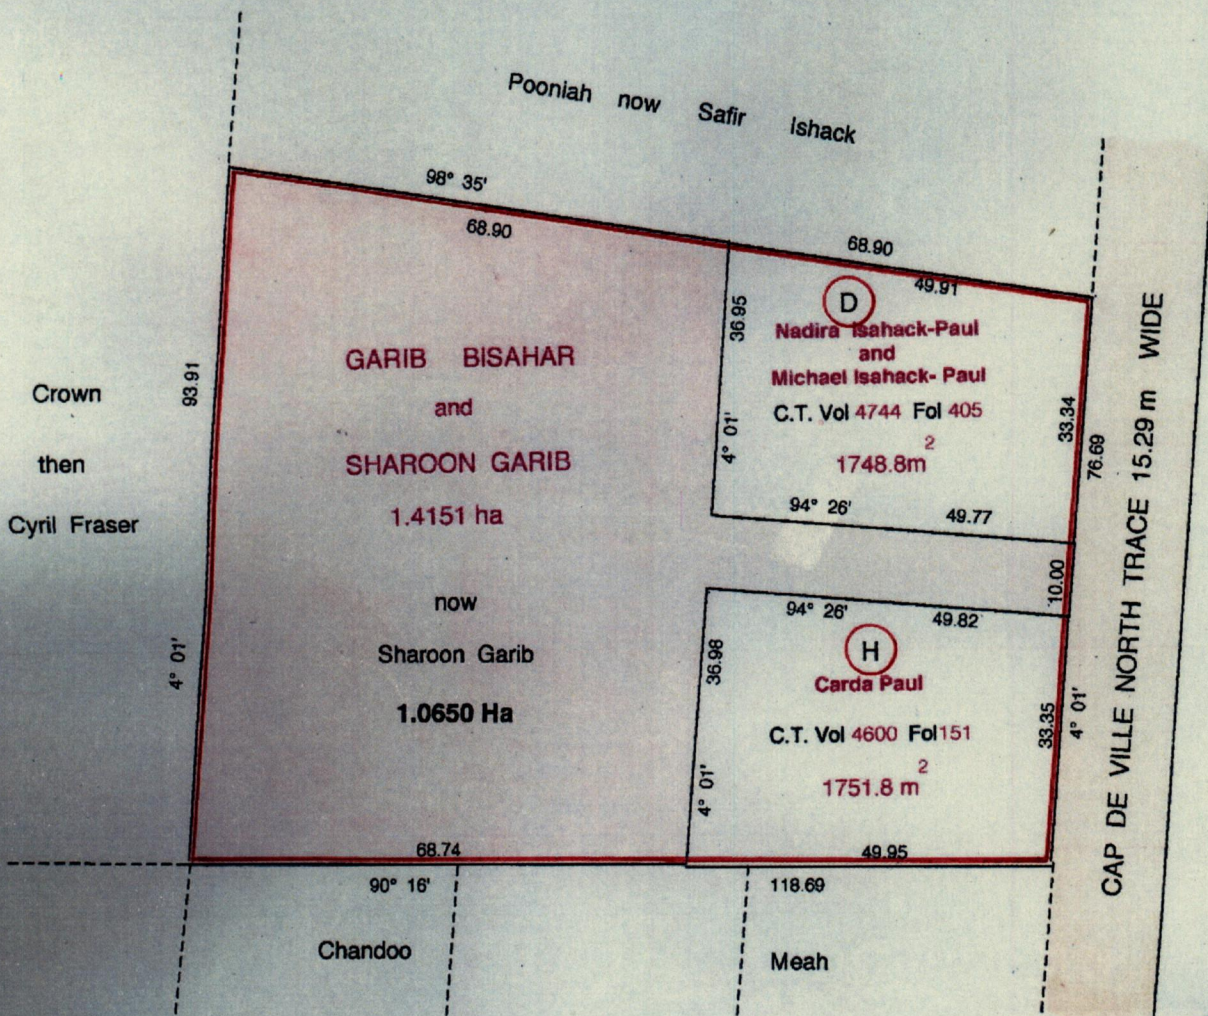 Pooniah now Safir Ishack
98° 35'
68.90
68.90
49.91
D
Nadira Isahack-Paul
and
Michael Isahack- Paul
C.T. Vol 4744 Fol 405
1748.8m2
36.95
4° 01'
94° 26'
49.77
33.34
76.69
10.00
CAP DE VILLE NORTH TRACE 15.29 m WIDE
GARIB BISAHAR
and
SHAROON GARIB
1.4151 ha
now
Sharoon Garib
1.0650 Ha
93.91
4° 01'
Crown
then
Cyril Fraser
94° 26'
49.82
H
Carda Paul
C.T. Vol 4600 Fol151
1751.8 m2
36.98
4° 01'
33.35
4° 01'
68.74
49.95
90° 16'
118.69
Chandoo
Meah